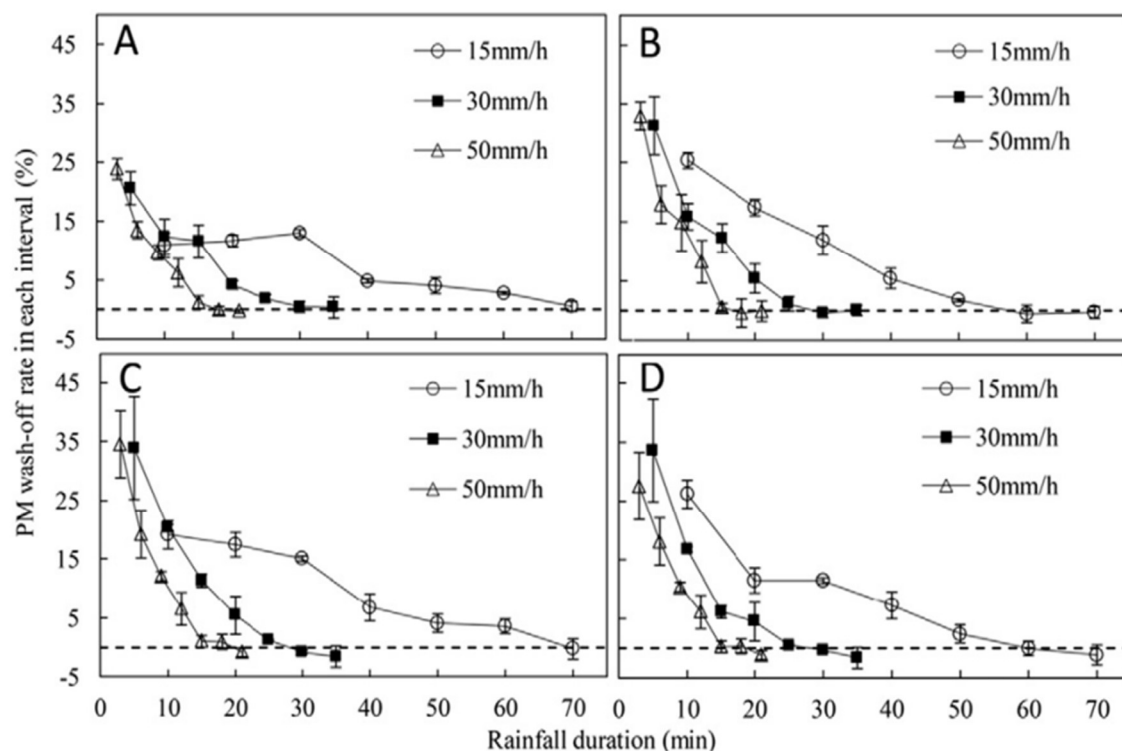 A
B
45
35
25
15
5
-5
15mm/h
30mm/h
50mm/h
15mm/h
30mm/h
50mm/h
C
D
45
35
25
15
5
-5
15mm/h
30mm/h
50mm/h
15mm/h
30mm/h
50mm/h
0 10 20 30 40 50 60 70
0 10 20 30 40 50 60 70
PM wash-off rate in each interval (%)
Rainfall duration (min)